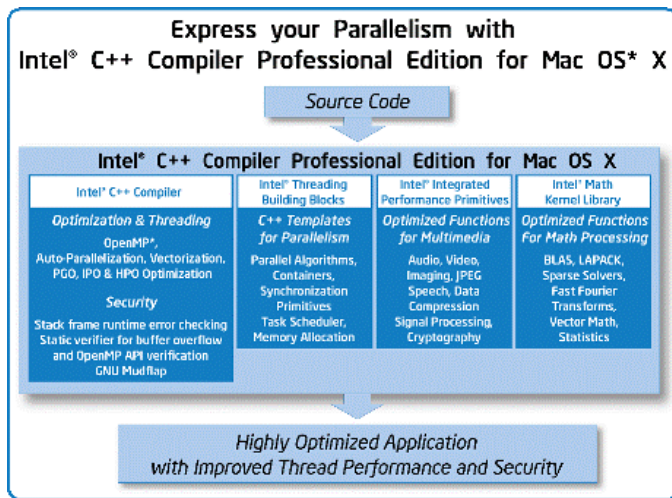 Express your Parallelism with
Intel® C++ Compiler Professional Edition for Mac OS* X
Source Code
Intel® C++ Compiler Professional Edition for Mac OS X
Intel® C++ Compiler
Optimization & Threading
OpenMP*,
Auto-Parallelization, Vectorization,
PGO, IPO & HPO Optimization
Security
Stack frame runtime error checking
Static verifier for buffer overflow
and OpenMP API verification
GNU Mudflap
Intel® Threading
Building Blocks
C++ Templates
for Parallelism
Parallel Algorithms,
Containers,
Synchronization
Primitives
Task Scheduler,
Memory Allocation
Intel® Integrated
Performance Primitives
Optimized Functions
for Multimedia
Audio, Video,
Imaging, JPEG
Speech, Data
Compression
Signal Processing,
Cryptography
Intel® Math
Kernel Library
Optimized Functions
For Math Processing
BLAS, LAPACK,
Sparse Solvers,
Fast Fourier
Transforms,
Vector Math,
Statistics
Highly Optimized Application
with Improved Thread Performance and Security